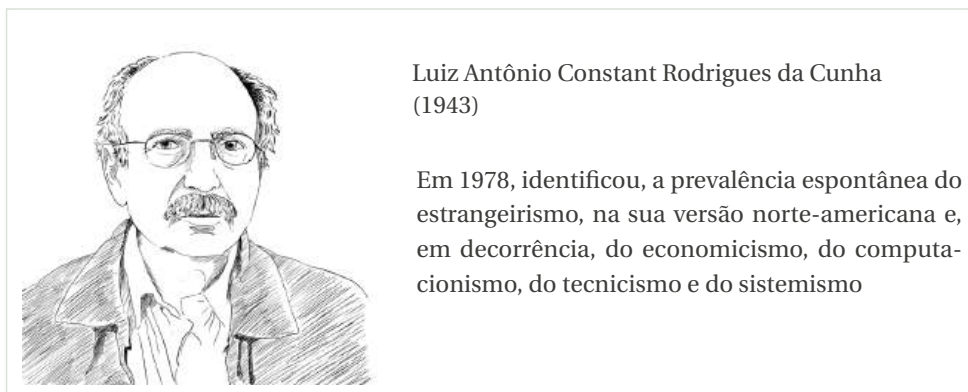 Luiz Antônio Constant Rodrigues da Cunha
(1943)
Em 1978, identificou, a prevalência espontânea do
estrangeirismo, na sua versão norte-americana e,
em decorrência, do economicismo, do computa-
cionismo, do tecnicismo e do sistemismo